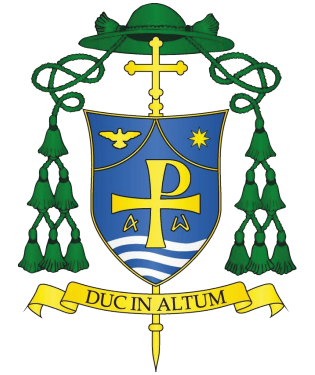 Α ω
DUC IN ALTUM